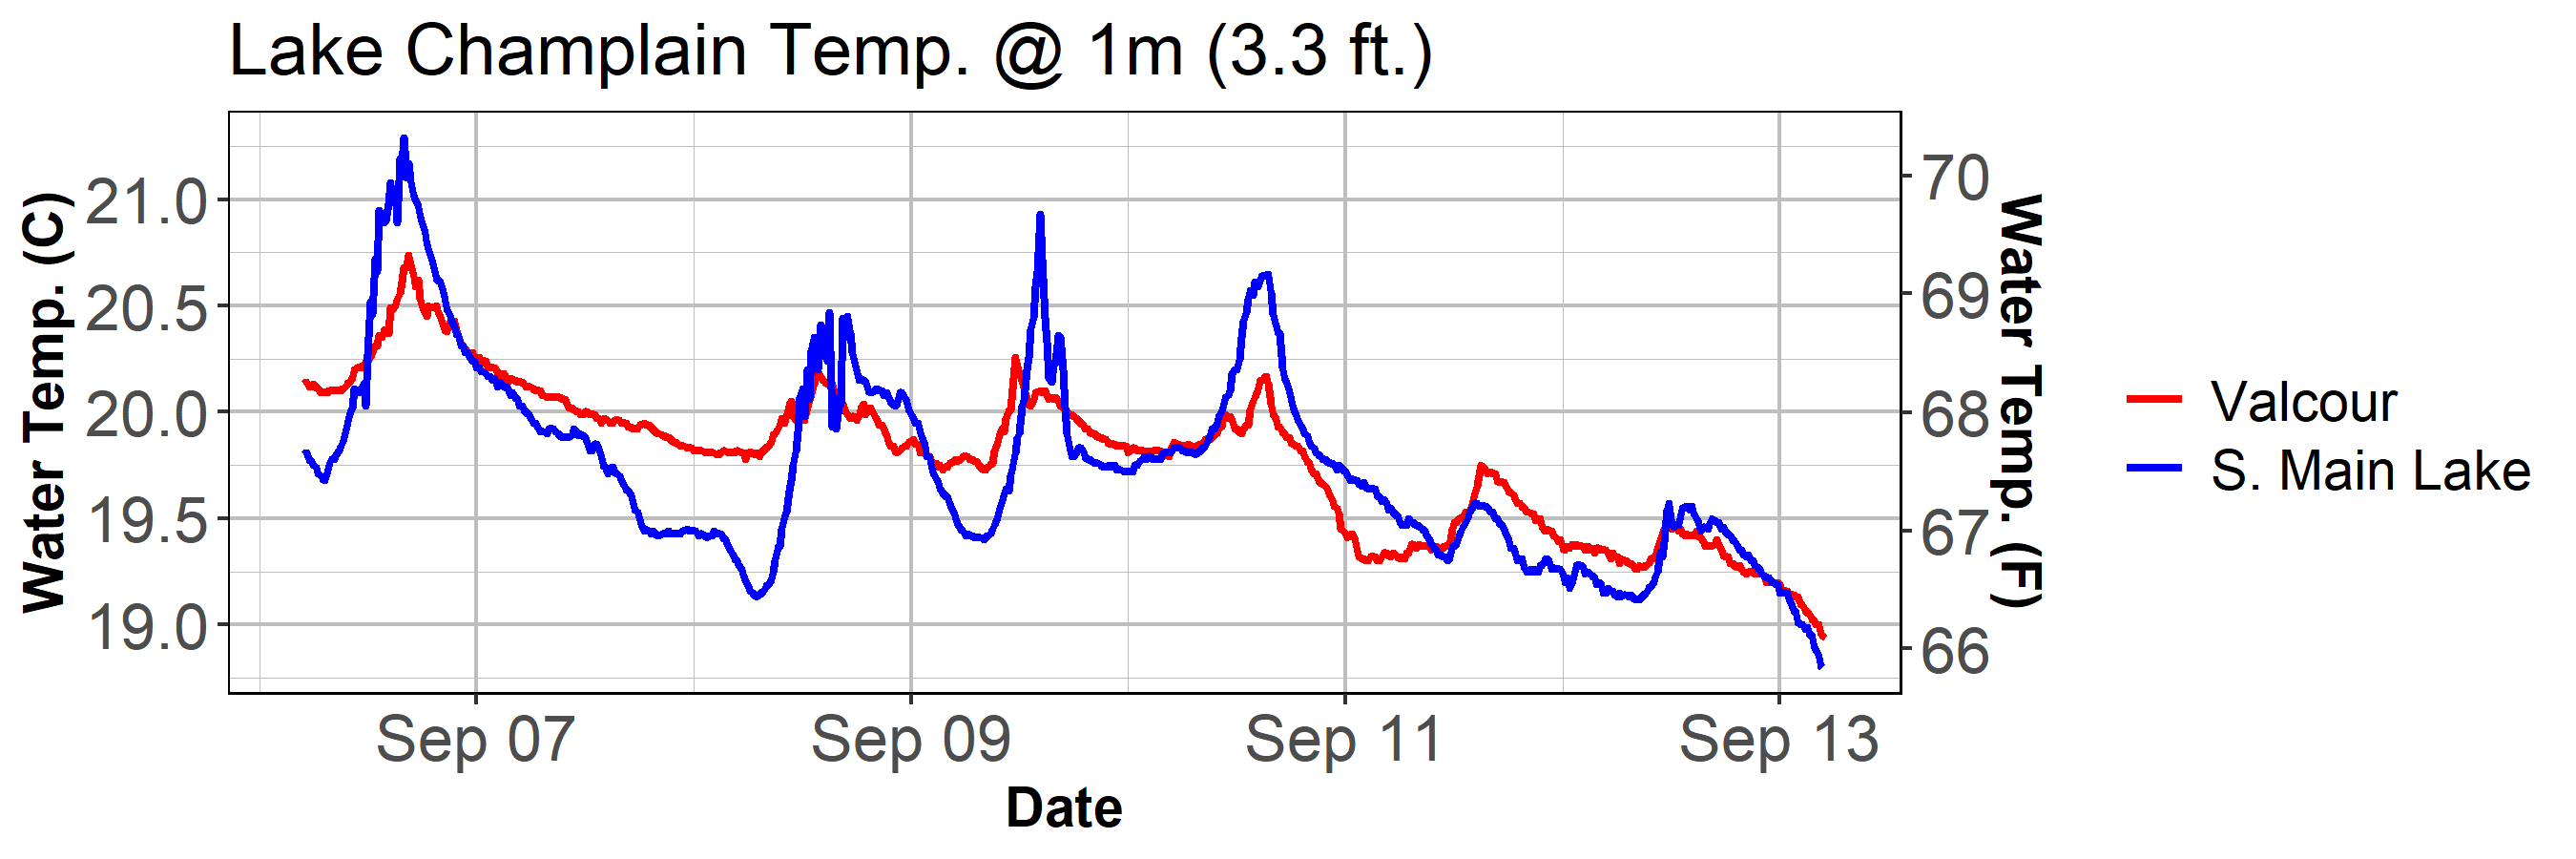 Lake Champlain Temp. @ 1m (3.3 ft.)
Water Temp. (C)
21.0
20.5
20.0
19.5
19.0
70
69
68
67
66
Water Temp. (F)
Sep 07
Sep 09
Sep 11
Sep 13
Date
Valcour
S. Main Lake